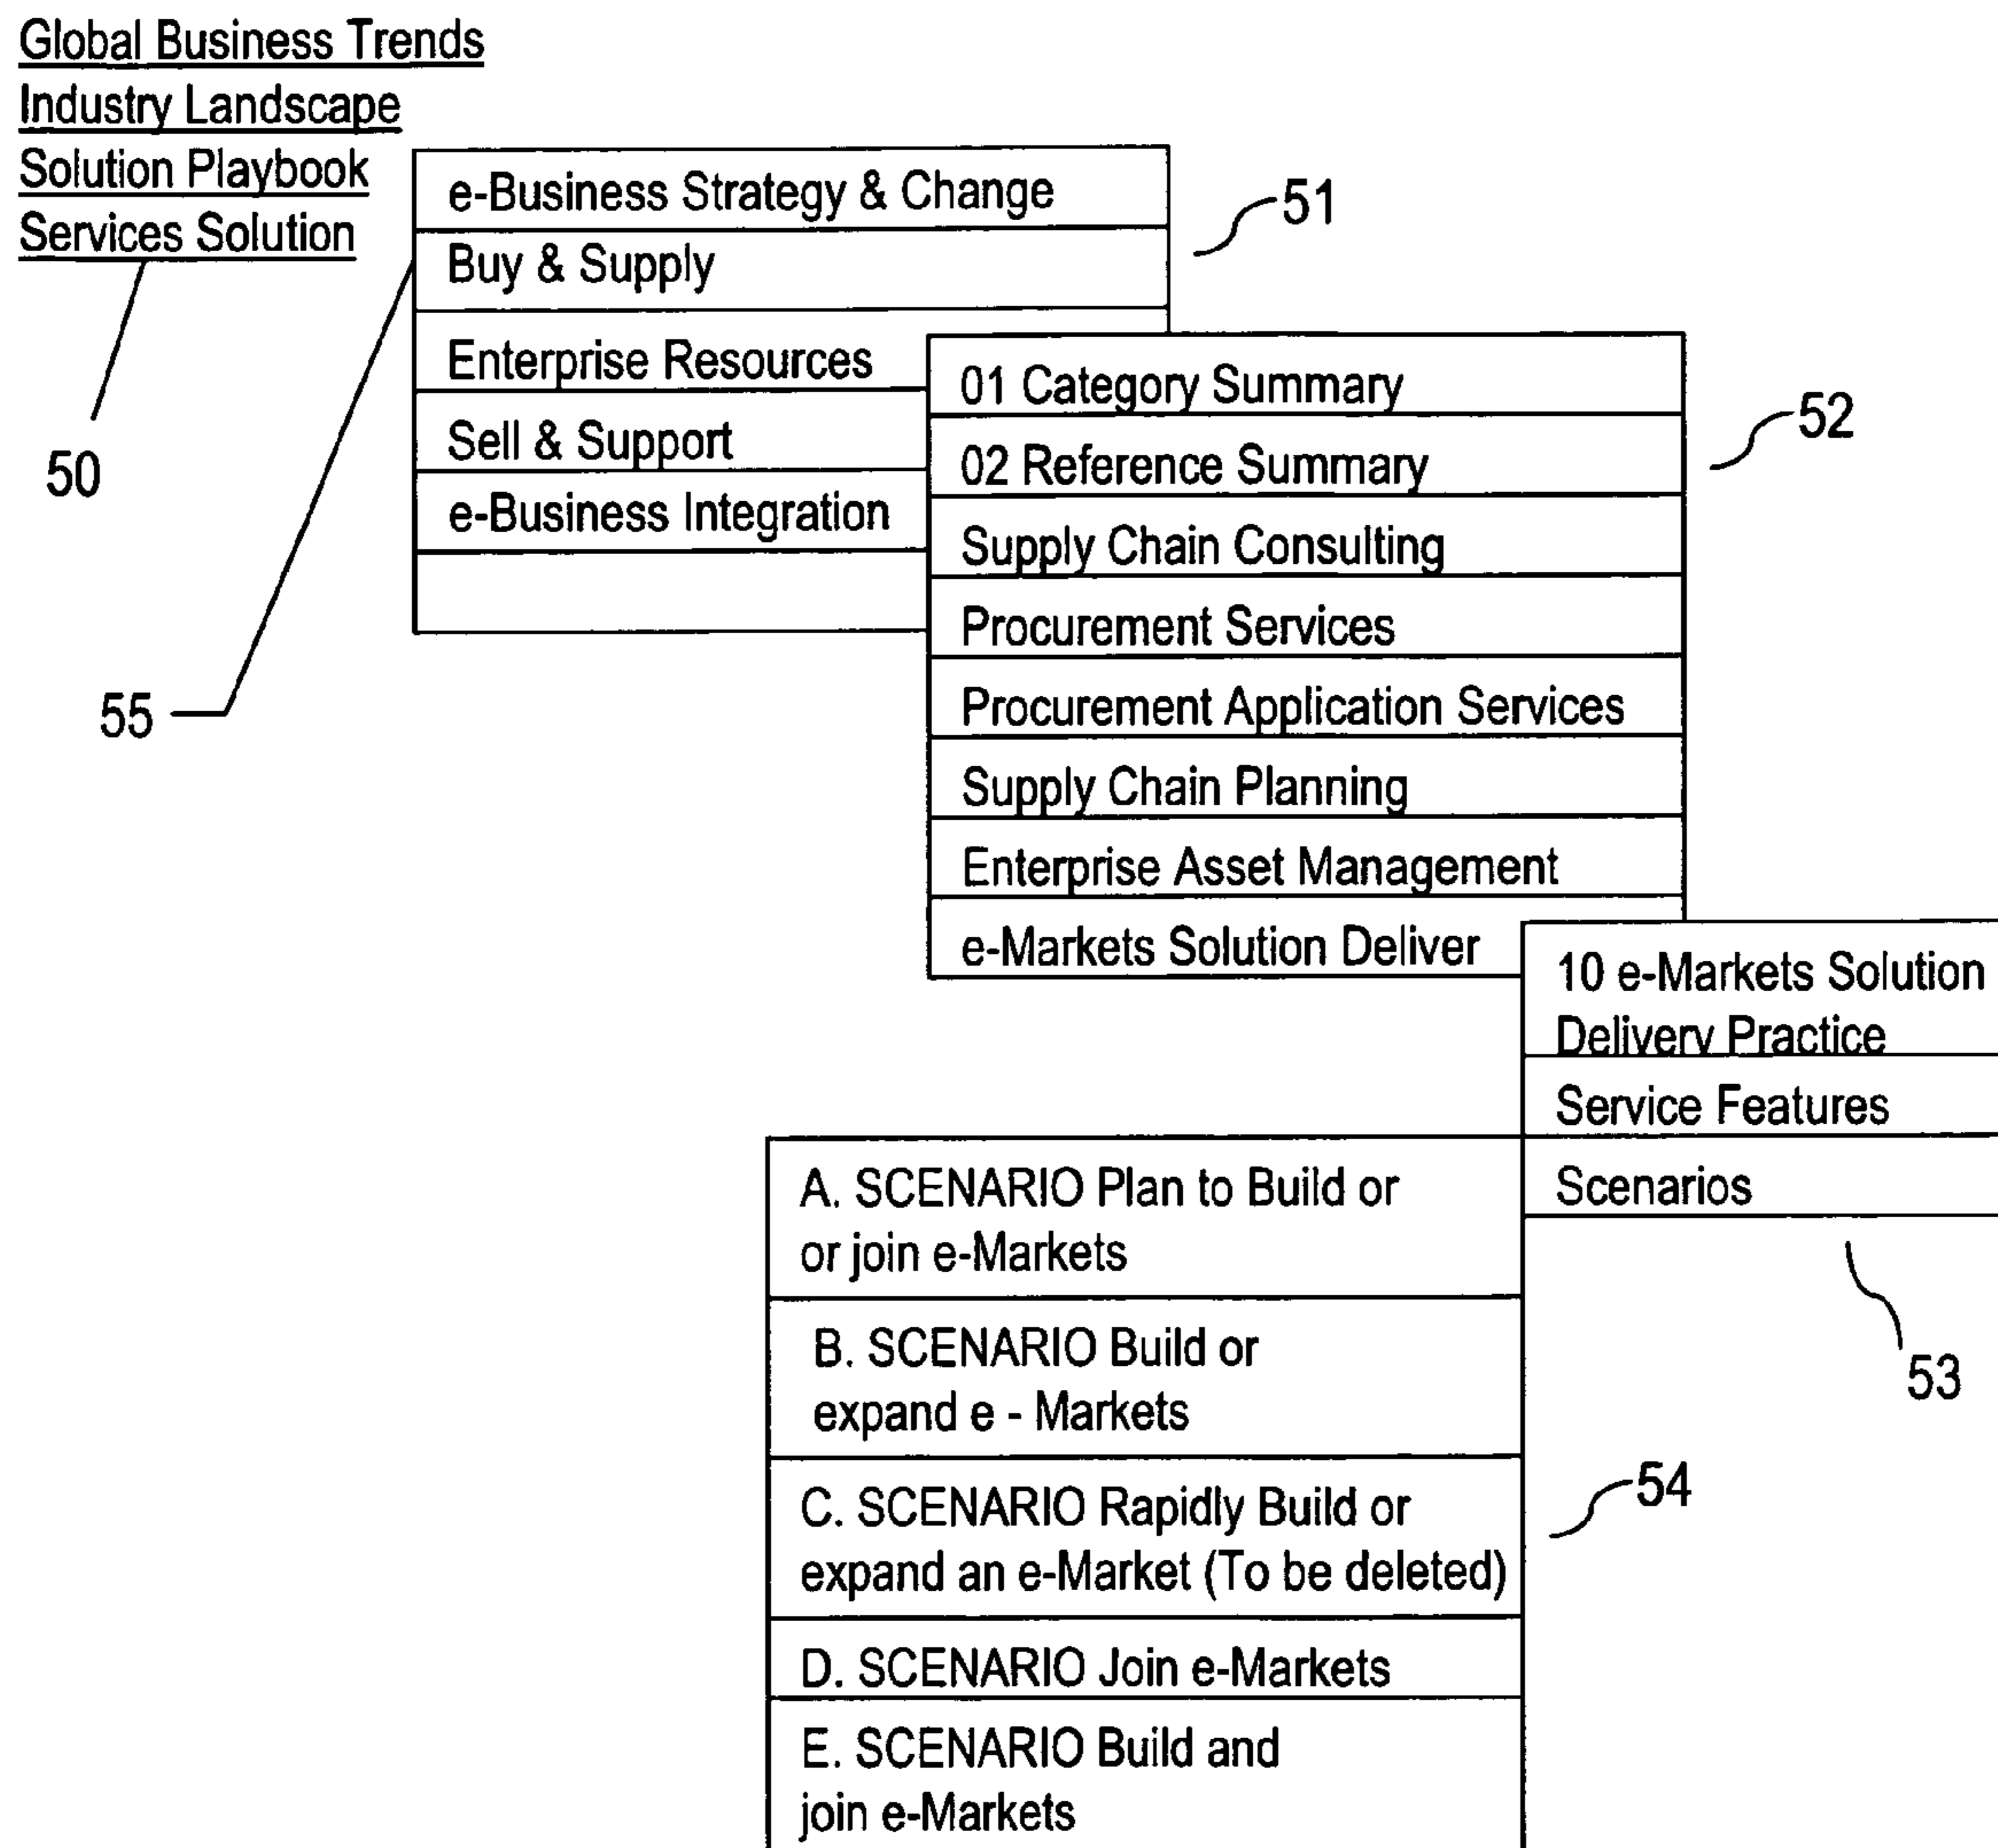 Global Business Trends
Industry Landscape
Solution Playbook
Services Solution
50
55
e-Business Strategy & Change
Buy & Supply
Enterprise Resources
Sell & Support
e-Business Integration
51
01 Category Summary
02 Reference Summary
Supply Chain Consulting
Procurement Services
Procurement Application Services
Supply Chain Planning
Enterprise Asset Management
e-Markets Solution Deliver
52
10 e-Markets Solution
Delivery Practice
Service Features
Scenarios
53
A. SCENARIO Plan to Build or
or join e-Markets
B. SCENARIO Build or
expand e - Markets
C. SCENARIO Rapidly Build or
expand an e-Market (To be deleted)
D. SCENARIO Join e-Markets
E. SCENARIO Build and
join e-Markets
54